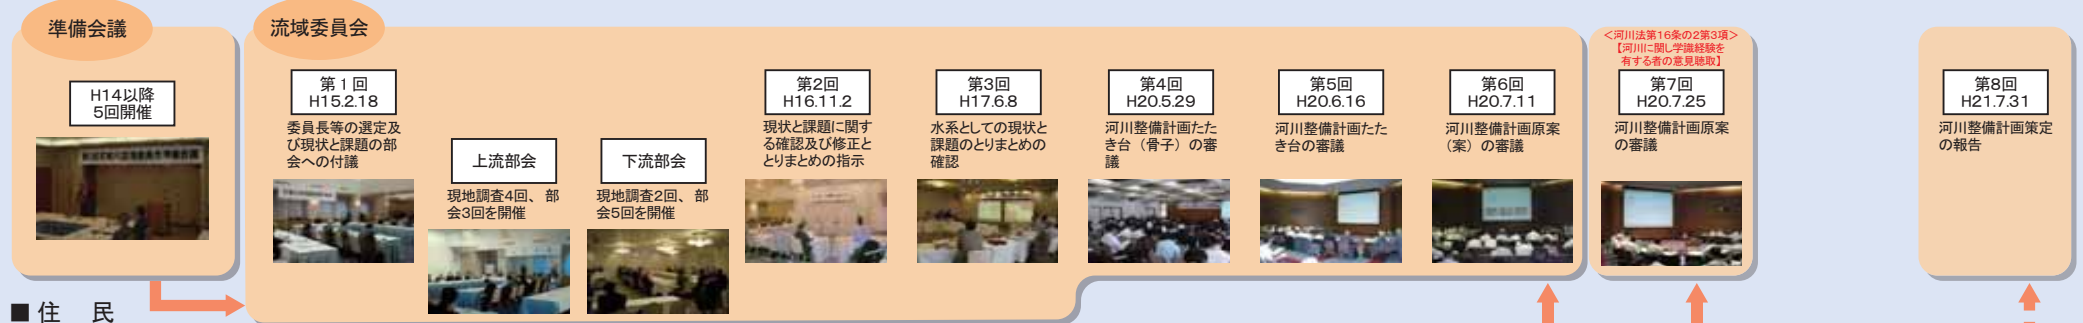 準備会議
H14以降
5回開催
流域委員会
第1回
H15.2.18
委員長等の選定及
び現状と課題の部
会への付議
上流部会
現地調査4回、部
会3回を開催
下流部会
現地調査2回、部
会5回を開催
第2回
H16.11.2
現状と課題に関す
る確認及び修正と
とりまとめの指示
第3回
H17.6.8
水系としての現状と
課題のとりまとめの
確認
第4回
H20.5.29
河川整備計画たた
き台（骨子）の審
議
第5回
H20.6.16
河川整備計画たた
き台の審議
第6回
H20.7.11
河川整備計画原案
（案）の審議
＜河川法第16条の2第3項＞
【河川に関し学識経験を
有する者の意見聴取】
第7回
H20.7.25
河川整備計画原案
の審議
第8回
H21.7.31
河川整備計画策定
の報告
■住 民